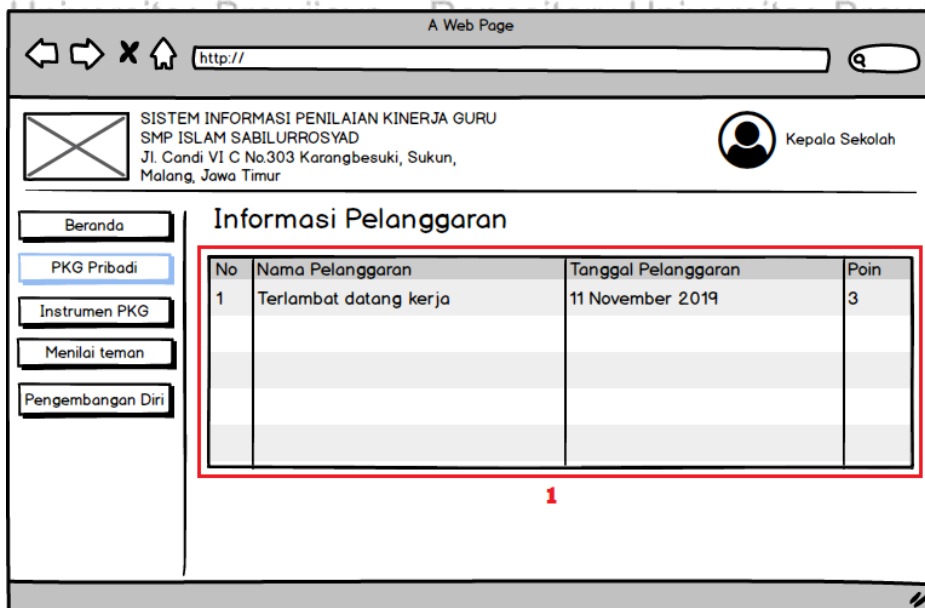 A Web Page
http://
SISTEM INFORMASI PENILAIAN KINERJA GURU
SMP ISLAM SABILURROSYAD
Jl. Candi VI C No.303 Karangbesuki, Sukun,
Malang, Jawa Timur
Kepala Sekolah
Beranda
PKG Pribadi
Instrumen PKG
Menilai teman
Pengembangan Diri
Informasi Pelanggaran
No Nama Pelanggaran Tanggal Pelanggaran Poin
1 Terlambat datang kerja 11 November 2019 3
1